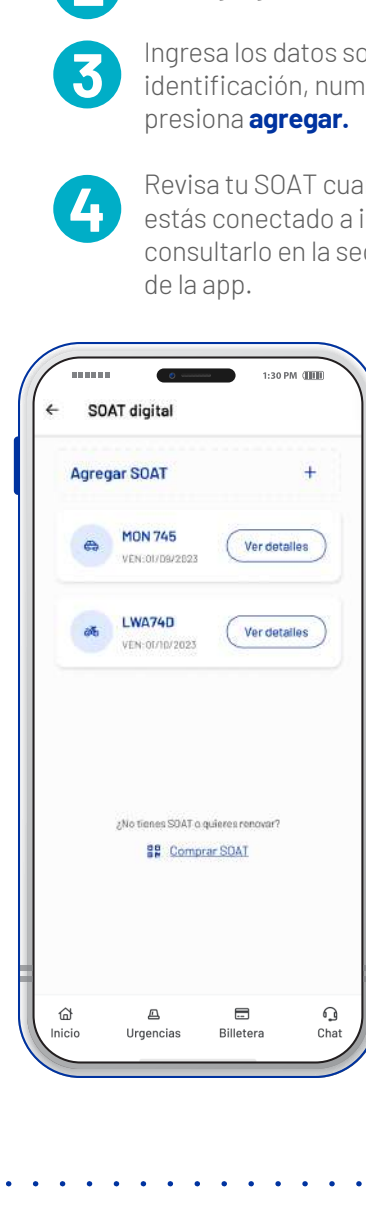 3
Ingresa los datos so
identificación, num
presiona agregar.
4
Revisa tu SOAT cua
estás conectado a i
consultarlo en la sec
de la app.
1:30 PM
← SOAT digital
Agregar SOAT +
MON 745
VEN:01/09/2023
Ver detalles
LWA74D
VEN:01/10/2023
Ver detalles
¿No tienes SOAT o quieres renovar?
Comprar SOAT
Inicio Urgencias Billetera Chat